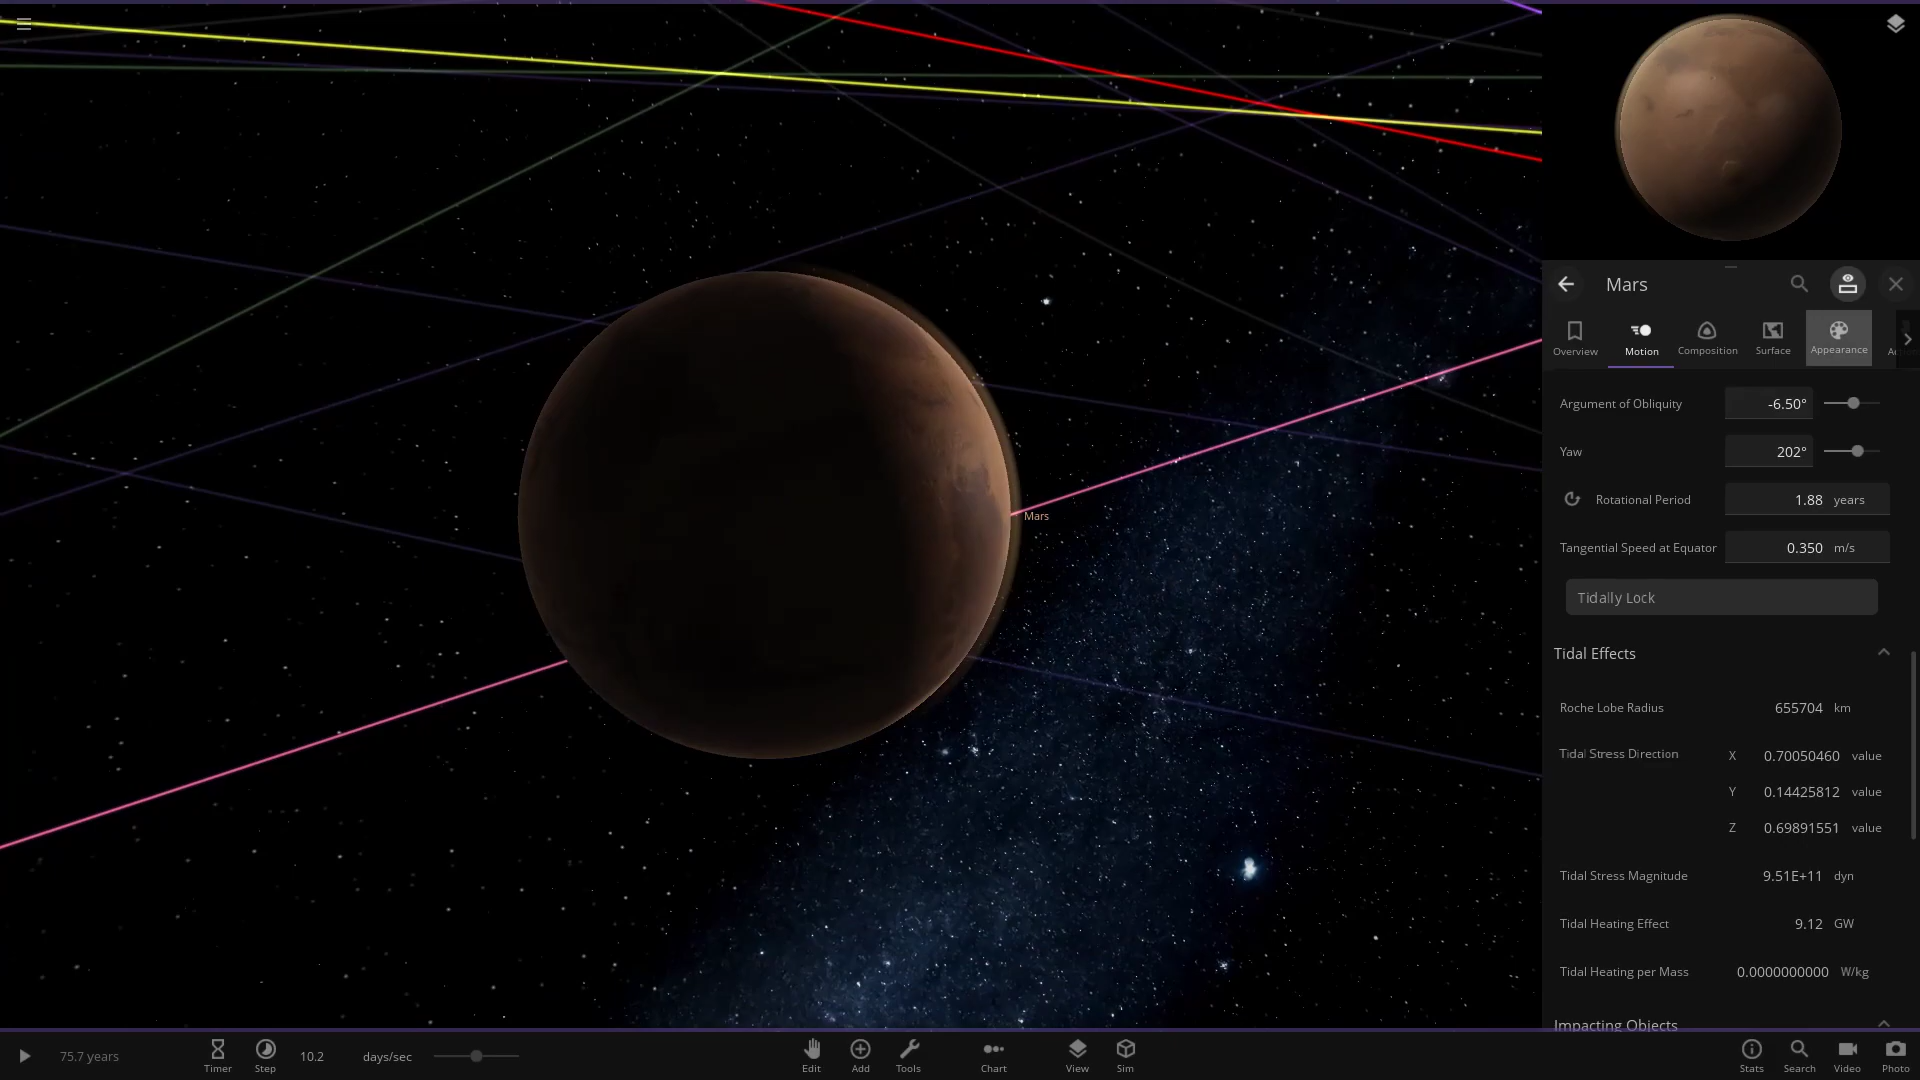 Mars
Overview
Motion
Composition
Surface
Appearance
Argument of Obliquity -6.50°
Yaw 202°
Rotational Period 1.88 years
Tangential Speed at Equator 0.350 m/s
Tidally Lock
Tidal Effects
Roche Lobe Radius 655704 km
Tidal Stress Direction X 0.70050460 value
Y 0.14425812 value
Z 0.69891551 value
Tidal Stress Magnitude 9.51E+11 dyn
Tidal Heating Effect 9.12 GW
Tidal Heating per Mass 0.0000000000 W/kg
Impacting Objects
Mars
75.7 years
Timer
Step
10.2 days/sec
Edit
Add
Tools
Chart
View
Sim
Stats
Search
Video
Photo